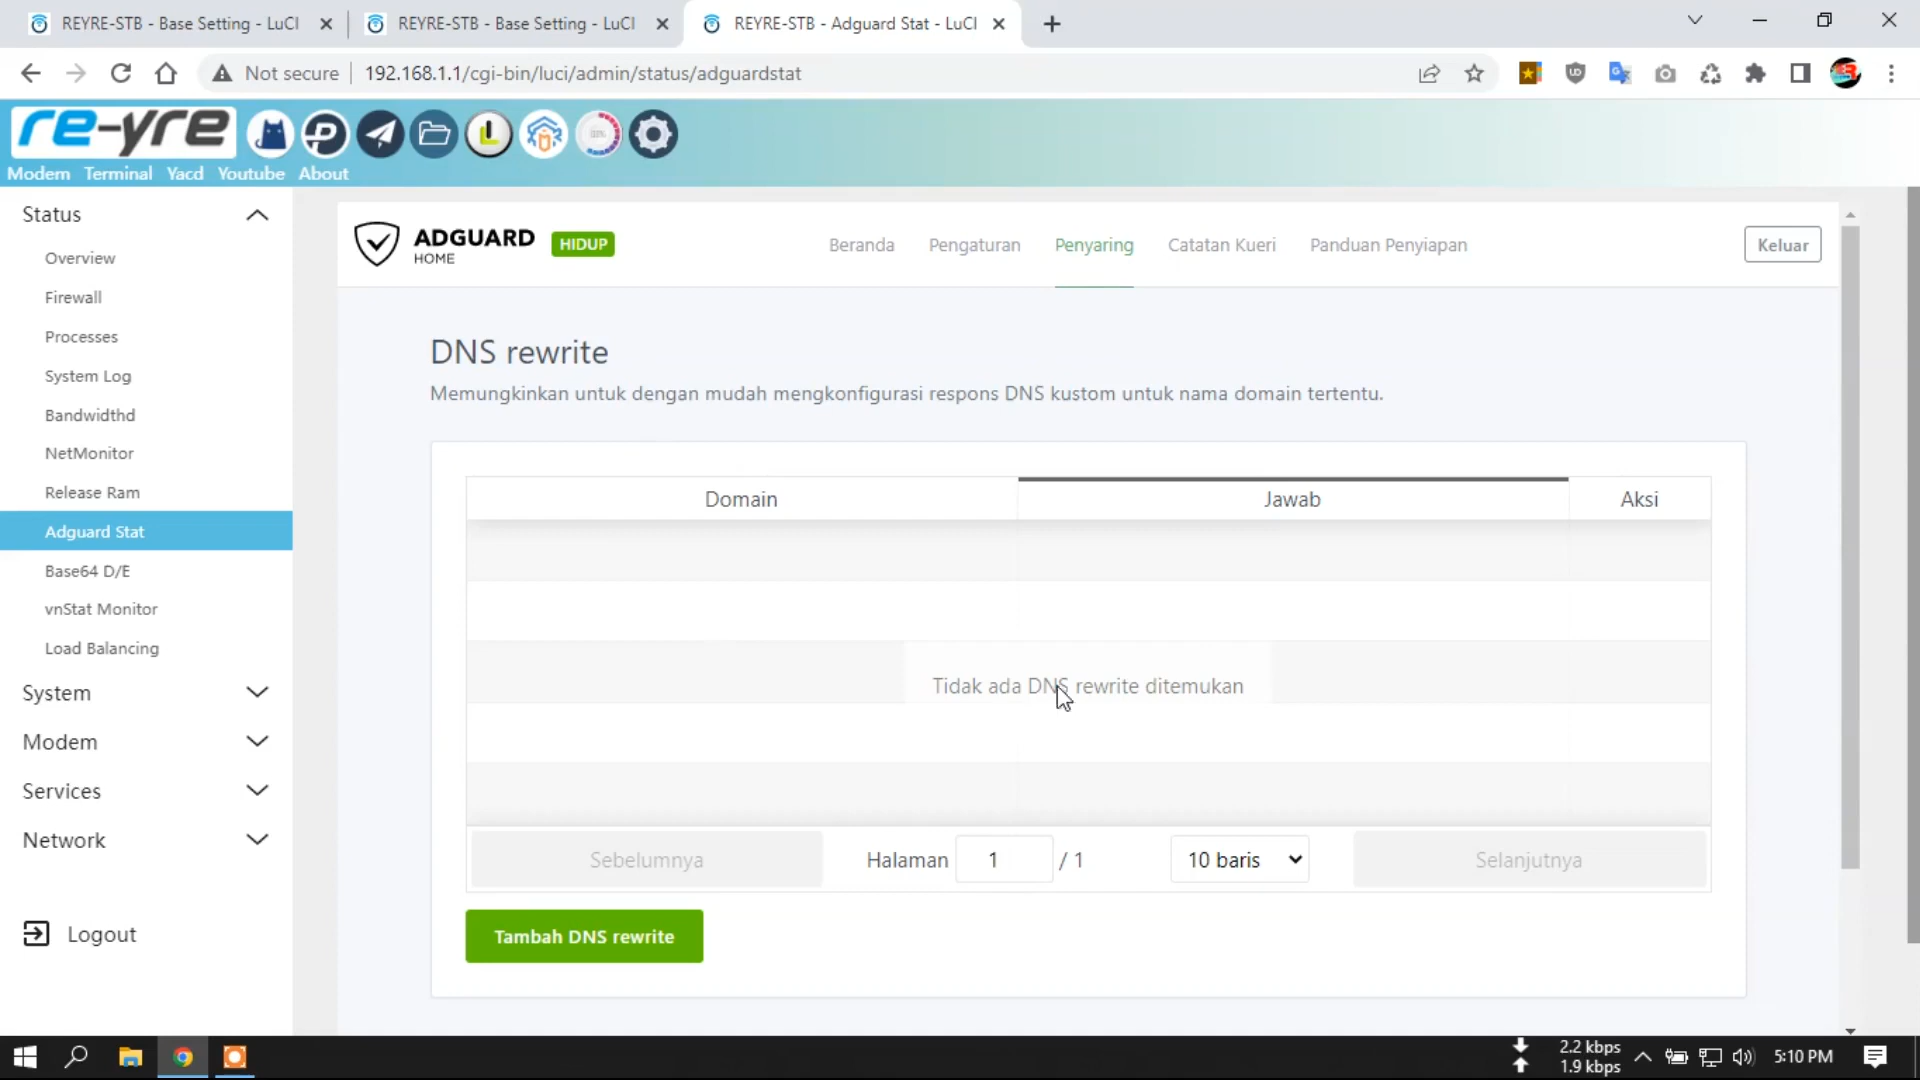 REYRE-STB - Base Setting - LuCI
REYRE-STB - Base Setting - LuCI
REYRE-STB - Adguard Stat - LuCI
Not secure
192.168.1.1/cgi-bin/luci/admin/status/adguardstat
re-yre
Modem Terminal Yacd Youtube About
Status
Overview
Firewall
Processes
System Log
Bandwidthd
NetMonitor
Release Ram
Adguard Stat
Base64 D/E
vnStat Monitor
Load Balancing
System
Modem
Services
Network
Logout
ADGUARD
HOME
HIDUP
Beranda
Pengaturan
Penyaring
Catatan Kueri
Panduan Penyiapan
Keluar
DNS rewrite
Memungkinkan untuk dengan mudah mengkonfigurasi respons DNS kustom untuk nama domain tertentu.
Domain
Jawab
Aksi
Tidak ada DNS rewrite ditemukan
Sebelumnya
Halaman 1 / 1
10 baris
Selanjutnya
Tambah DNS rewrite
2.2 kbps
1.9 kbps
5:10 PM